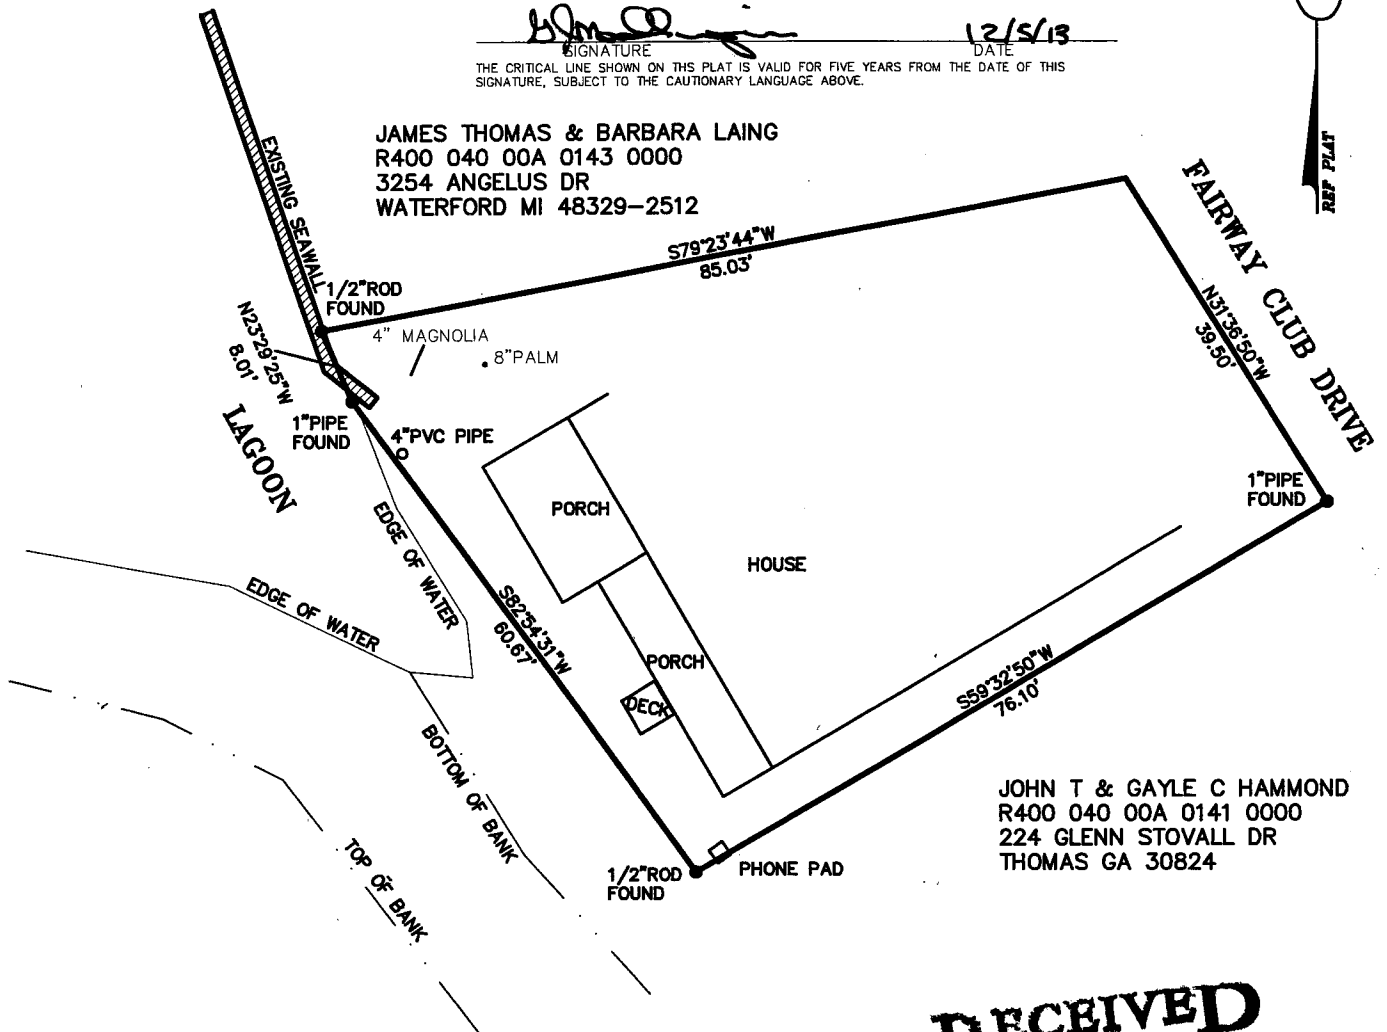 12/5/13
SIGNATURE DATE
THE CRITICAL LINE SHOWN ON THS PLAT IS VALID FOR FIVE YEARS FROM THE DATE OF THIS
SIGNATURE, SUBJECT TO THE CAUTIONARY LANGUAGE ABOVE.
REF PLAT
JAMES THOMAS & BARBARA LAING
R400 040 00A 0143 0000
3254 ANGELUS DR
WATERFORD MI 48329-2512
EXISTING SEAWALL
S79°23'44"W
85.03'
FAIRWAY CLUB DRIVE
N31°36'50"W
39.50'
1/2"ROD
FOUND
4" MAGNOLIA
8"PALM
N23°29'25"W
8.01'
LAGOON
1"PIPE
FOUND
4"PVC PIPE
1"PIPE
FOUND
PORCH
HOUSE
EDGE OF WATER
EDGE OF WATER
S82°54'31"W
60.67'
PORCH
DECK
S59°32'50"W
76.10'
BOTTOM OF BANK
TOP OF BANK
JOHN T & GAYLE C HAMMOND
R400 040 00A 0141 0000
224 GLENN STOVALL DR
THOMAS GA 30824
1/2"ROD
FOUND
PHONE PAD
RECEIVED